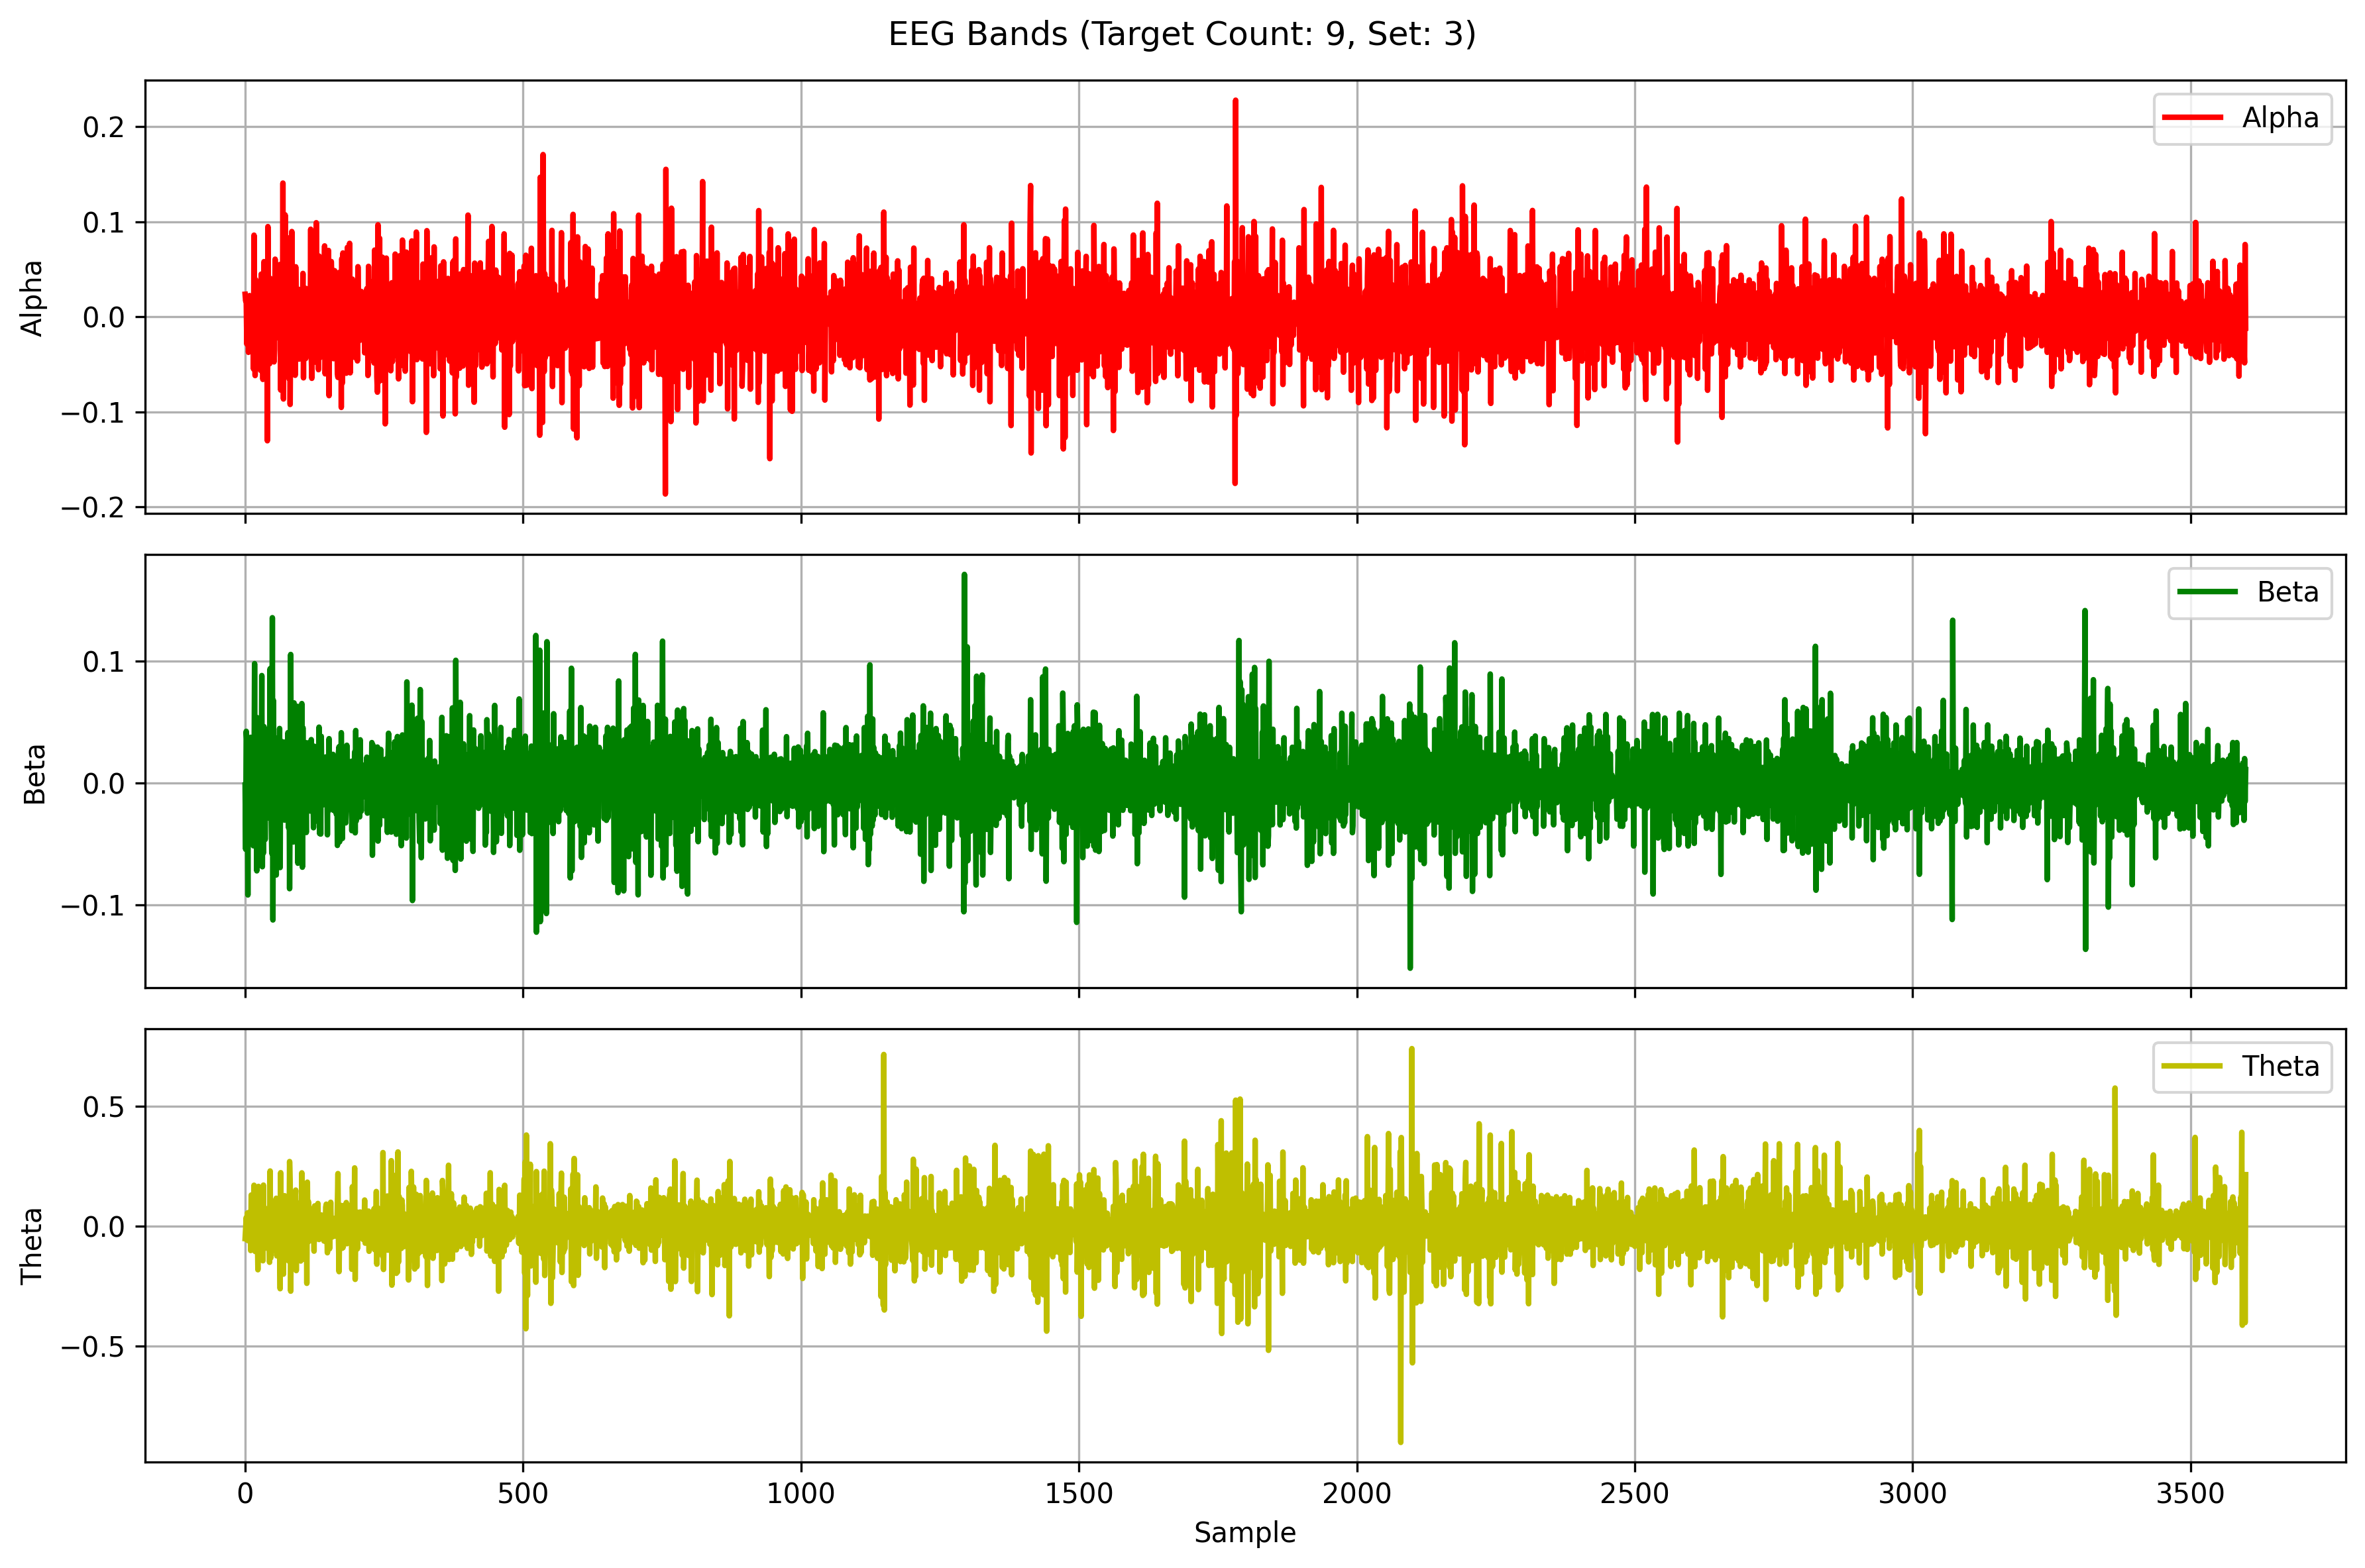 EEG Bands (Target Count: 9, Set: 3)
Alpha
0.2
0.1
0.0
−0.1
−0.2
Alpha
Beta
0.1
0.0
−0.1
Beta
Theta
0.5
0.0
−0.5
Theta
0 500 1000 1500 2000 2500 3000 3500
Sample